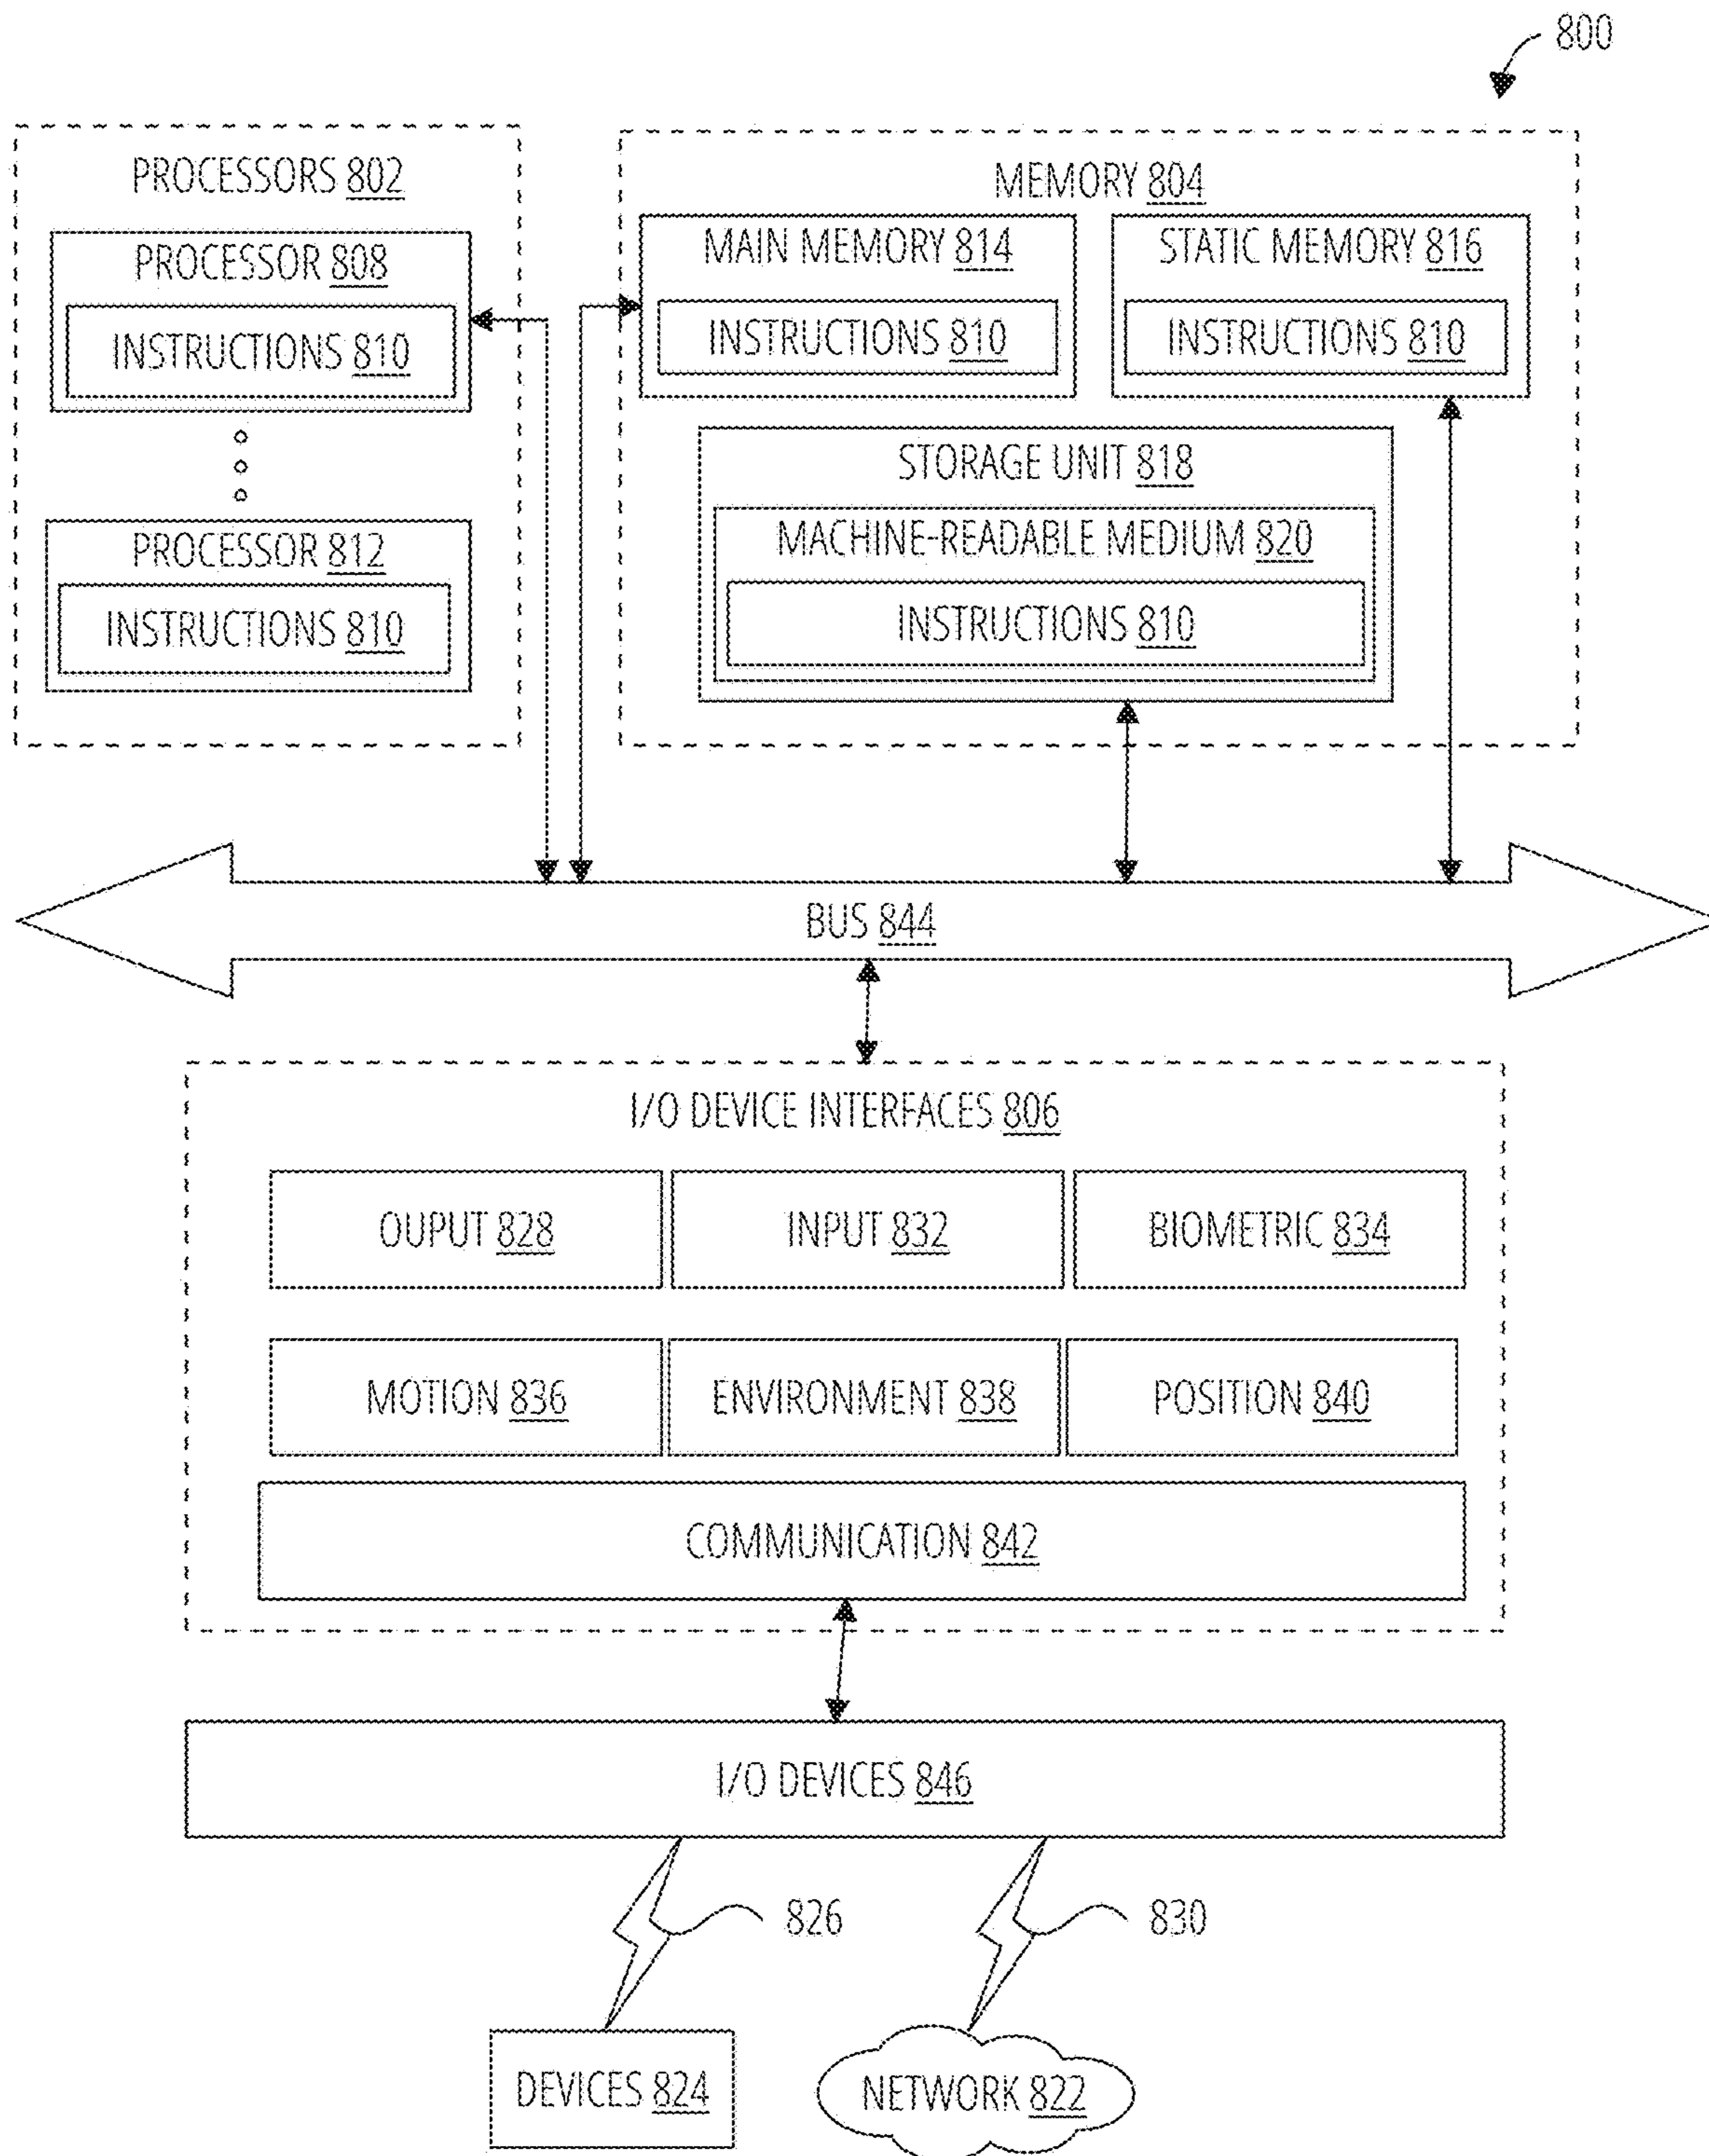 800
PROCESSORS 802
PROCESSOR 808
INSTRUCTIONS 810
PROCESSOR 812
INSTRUCTIONS 810
MEMORY 804
MAIN MEMORY 814
INSTRUCTIONS 810
STATIC MEMORY 816
INSTRUCTIONS 810
STORAGE UNIT 818
MACHINE-READABLE MEDIUM 820
INSTRUCTIONS 810
BUS 844
I/O DEVICE INTERFACES 806
OUPUT 828
INPUT 832
BIOMETRIC 834
MOTION 836
ENVIRONMENT 838
POSITION 840
COMMUNICATION 842
I/O DEVICES 846
826
830
DEVICES 824
NETWORK 822